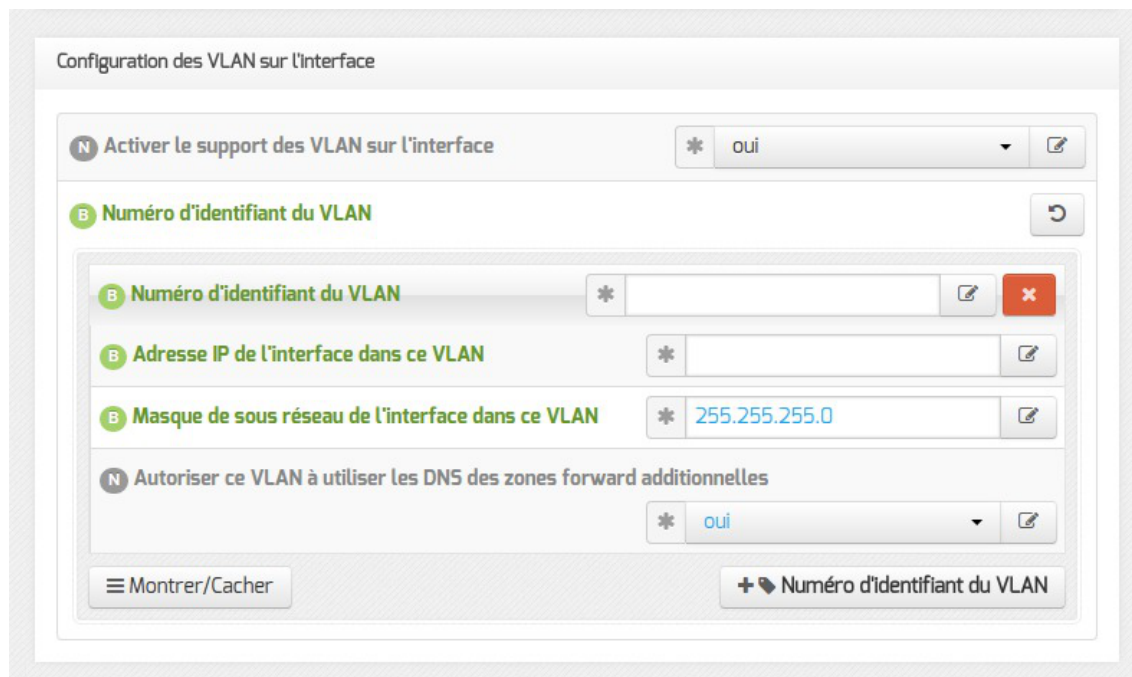 Configuration des VLAN sur l'interface
N Activer le support des VLAN sur l'interface
oui
B Numéro d'identifiant du VLAN
B Numéro d'identifiant du VLAN
B Adresse IP de l'interface dans ce VLAN
B Masque de sous réseau de l'interface dans ce VLAN
255.255.255.0
N Autoriser ce VLAN à utiliser les DNS des zones forward additionnelles
oui
Montrer/Cacher
Numéro d'identifiant du VLAN